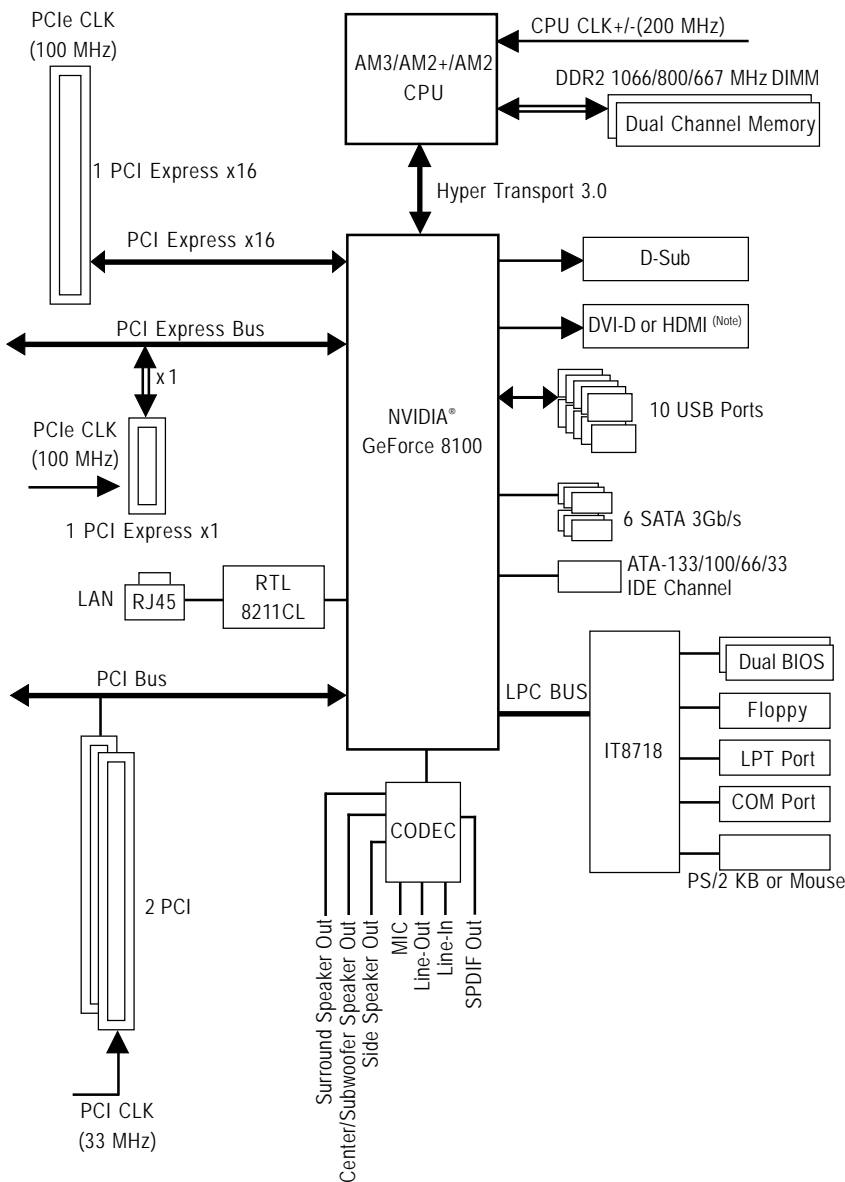 PCIe CLK
(100 MHz)
AM3/AM2+/AM2
CPU
CPU CLK+/-(200 MHz)
DDR2 1066/800/667 MHz DIMM
Dual Channel Memory
1 PCI Express x16
Hyper Transport 3.0
PCI Express x16
D-Sub
PCI Express Bus
DVI-D or HDMI (Note)
x1
NVIDIA®
GeForce 8100
10 USB Ports
PCIe CLK
(100 MHz)
1 PCI Express x1
6 SATA 3Gb/s
ATA-133/100/66/33
IDE Channel
LAN
RJ45
RTL
8211CL
PCI Bus
LPC BUS
IT8718
Dual BIOS
Floppy
LPT Port
COM Port
PS/2 KB or Mouse
CODEC
2 PCI
Surround Speaker Out
Center/Subwoofer Speaker Out
Side Speaker Out
MIC
Line-Out
Line-In
SPDIF Out
PCI CLK
(33 MHz)